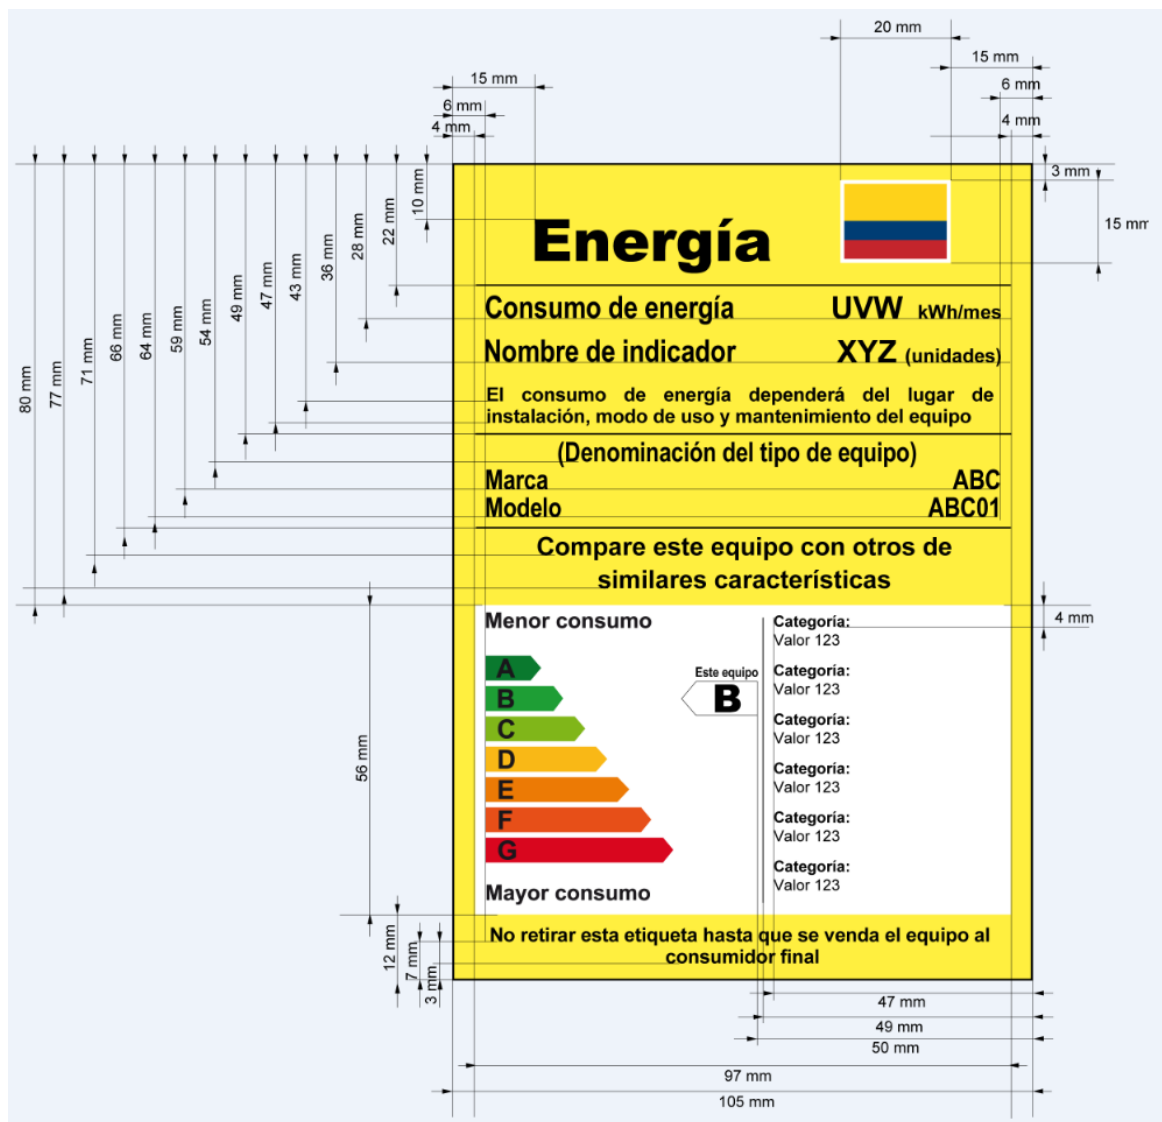 20 mm
15 mm
15 mm
6 mm
6 mm
4 mm
4 mm
3 mm
15 mm
10 mm
22 mm
28 mm
36 mm
43 mm
47 mm
49 mm
54 mm
59 mm
64 mm
66 mm
71 mm
77 mm
80 mm
Energía
Consumo de energía UVW kWh/mes
Nombre de indicador XYZ (unidades)
El consumo de energía dependerá del lugar de
instalación, modo de uso y mantenimiento del equipo
(Denominación del tipo de equipo)
Marca ABC
Modelo ABC01
Compare este equipo con otros de
similares características
4 mm
56 mm
Menor consumo
A
B
C
D
E
F
G
Mayor consumo
Este equipo
B
Categoría:
Valor 123
Categoría:
Valor 123
Categoría:
Valor 123
Categoría:
Valor 123
Categoría:
Valor 123
Categoría:
Valor 123
No retirar esta etiqueta hasta que se venda el equipo al
consumidor final
12 mm
7 mm
3 mm
47 mm
49 mm
50 mm
97 mm
105 mm